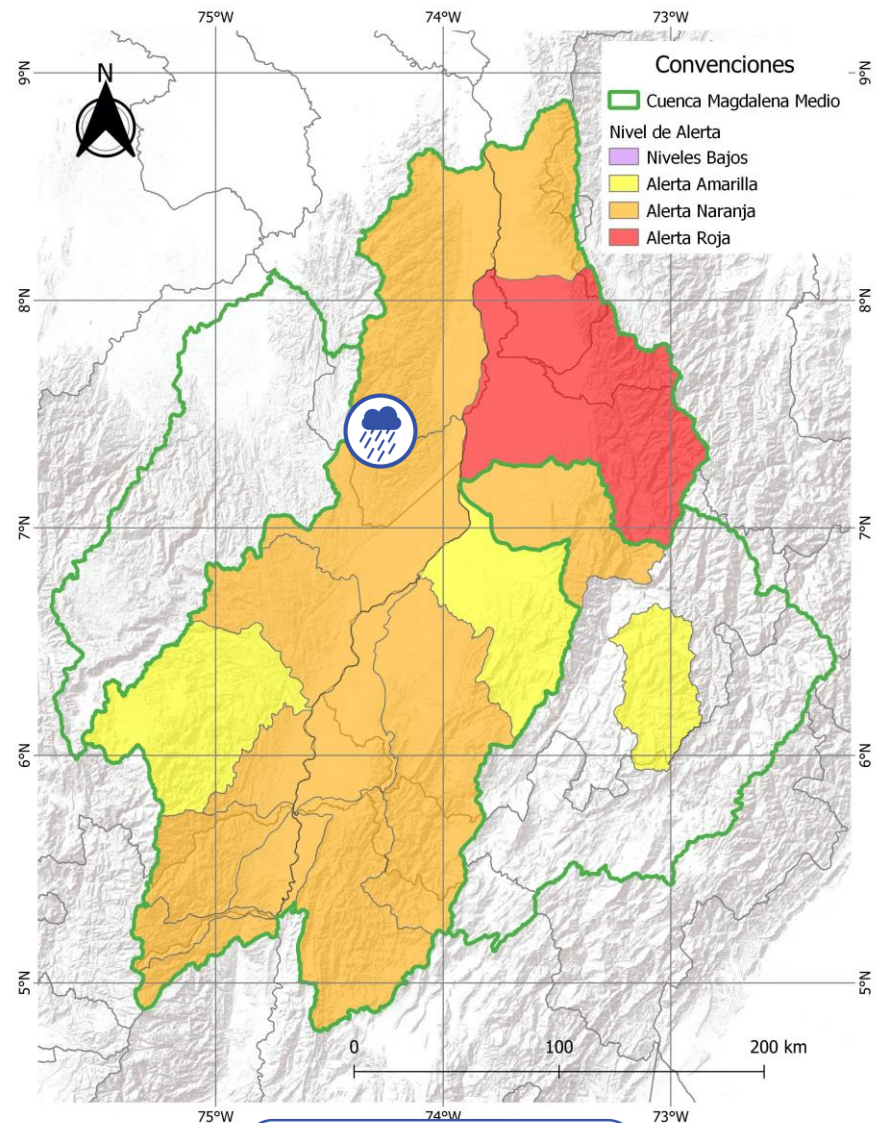 75°W 74°W 73°W
N
Convenciones
Cuenca Magdalena Medio
Nivel de Alerta
Niveles Bajos
Alerta Amarilla
Alerta Naranja
Alerta Roja
9°N 9°N
8°N 8°N
7°N 7°N
6°N 6°N
5°N 5°N
0 100 200 km
75°W 74°W 73°W